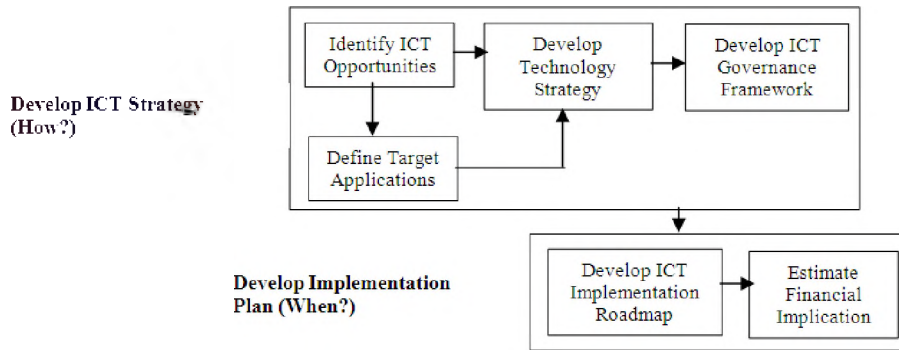 Develop ICT Strategy
(How?)
Identify ICT
Opportunities
Develop
Technology
Strategy
Develop ICT
Governance
Framework
Define Target
Applications
Develop Implementation
Plan (When?)
Develop ICT
Implementation
Roadmap
Estimate
Financial
Implication